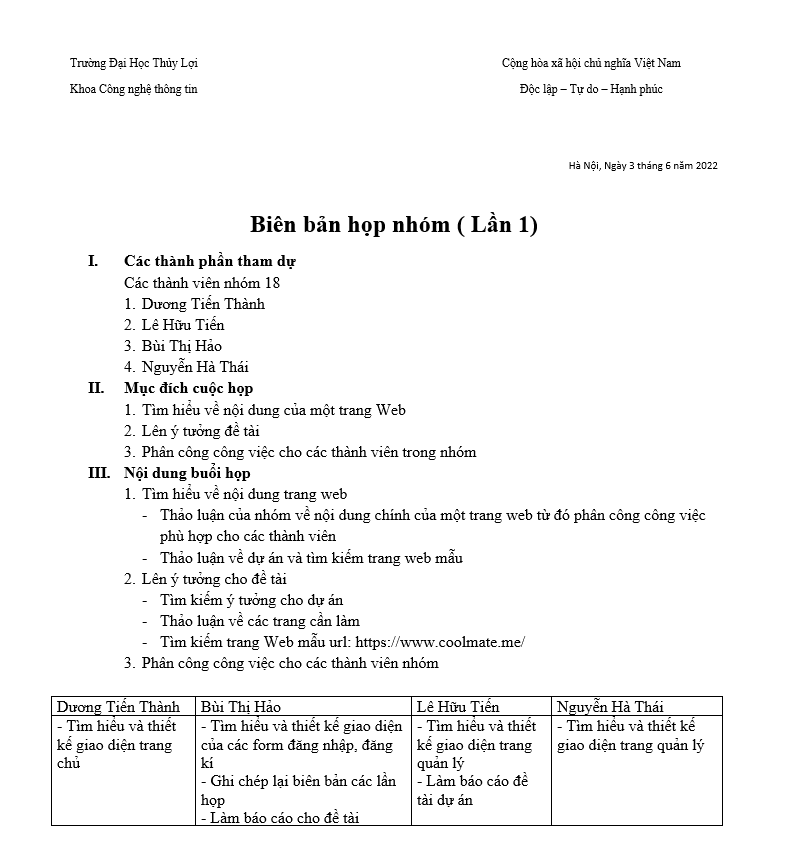 Trường Đại Học Thủy Lợi
Cộng hòa xã hội chủ nghĩa Việt Nam
Khoa Công nghệ thông tin
Độc lập – Tự do – Hạnh phúc
Hà Nội, Ngày 3 tháng 6 năm 2022
Biên bản họp nhóm ( Lần 1)
I. Các thành phần tham dự
Các thành viên nhóm 18
1. Dương Tiến Thành
2. Lê Hữu Tiến
3. Bùi Thị Hảo
4. Nguyễn Hà Thái
II. Mục đích cuộc họp
1. Tìm hiểu về nội dung của một trang Web
2. Lên ý tưởng đề tài
3. Phân công công việc cho các thành viên trong nhóm
III. Nội dung buổi họp
1. Tìm hiểu về nội dung trang web
- Thảo luận của nhóm về nội dung chính của một trang web từ đó phân công công việc
phù hợp cho các thành viên
- Thảo luận về dự án và tìm kiếm trang web mẫu
2. Lên ý tưởng cho đề tài
- Tìm kiếm ý tưởng cho dự án
- Thảo luận về các trang cần làm
- Tìm kiếm trang Web mẫu url: https://www.coolmate.me/
3. Phân công công việc cho các thành viên nhóm
Dương Tiến Thành
- Tìm hiểu và thiết
kế giao diện trang
chủ
Bùi Thị Hảo
- Tìm hiểu và thiết kế giao diện
của các form đăng nhập, đăng
kí
- Ghi chép lại biên bản các lần
họp
- Làm báo cáo cho đề tài
Lê Hữu Tiến
- Tìm hiểu và thiết
kế giao diện trang
quản lý
- Làm báo cáo đề
tài dự án
Nguyễn Hà Thái
- Tìm hiểu và thiết kế
giao diện trang quản lý